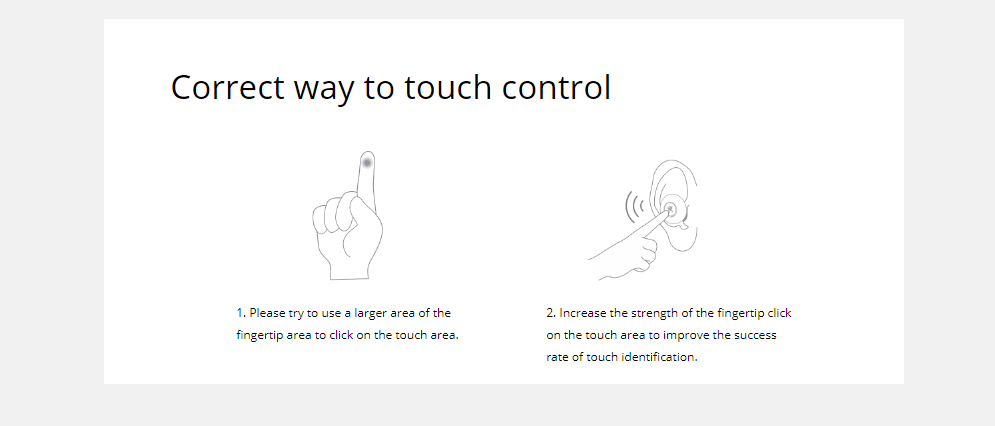 Correct way to touch control
1. Please try to use a larger area of the
fingertip area to click on the touch area.
2. Increase the strength of the fingertip click
on the touch area to improve the success
rate of touch identification.